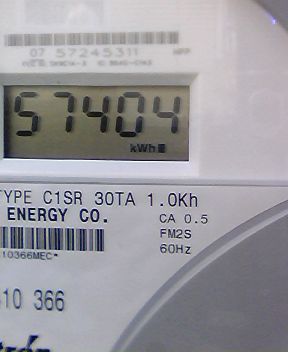 07 57245311
57404
kWh
TYPE C1SR 30TA 1.0Kh
ENERGY CO.
CA 0.5
FM2S
60Hz
10366MEC*
10 366